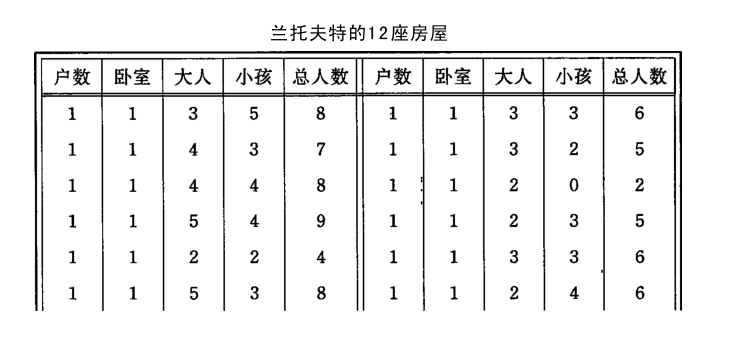 兰托夫特的12座房屋
户数 卧室 大人 小孩 总人数 户数 卧室 大人 小孩 总人数
1 1 3 5 8 1 1 3 3 6
1 1 4 3 7 1 1 3 2 5
1 1 4 4 8 1 1 2 0 2
1 1 5 4 9 1 1 2 3 5
1 1 2 2 4 1 1 3 3 6
1 1 5 3 8 1 1 2 4 6